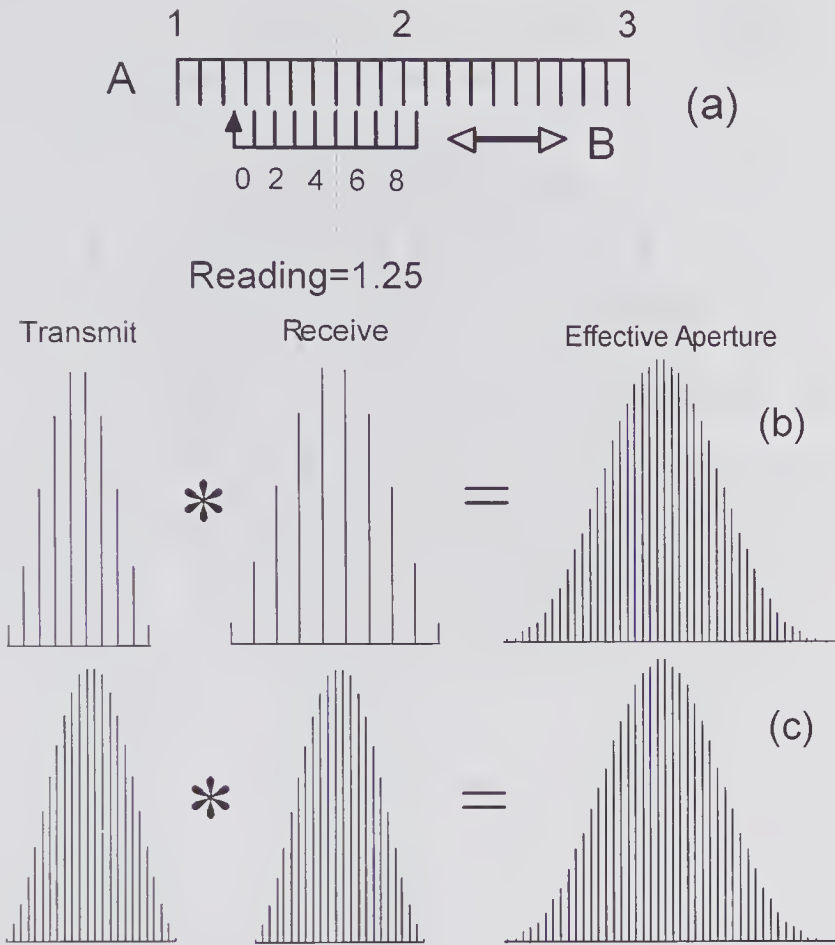 1 2 3
A
(a)
B
0 2 4 6 8
Reading=1.25
Transmit Receive Effective Aperture
(b)
* =
(c)
* =